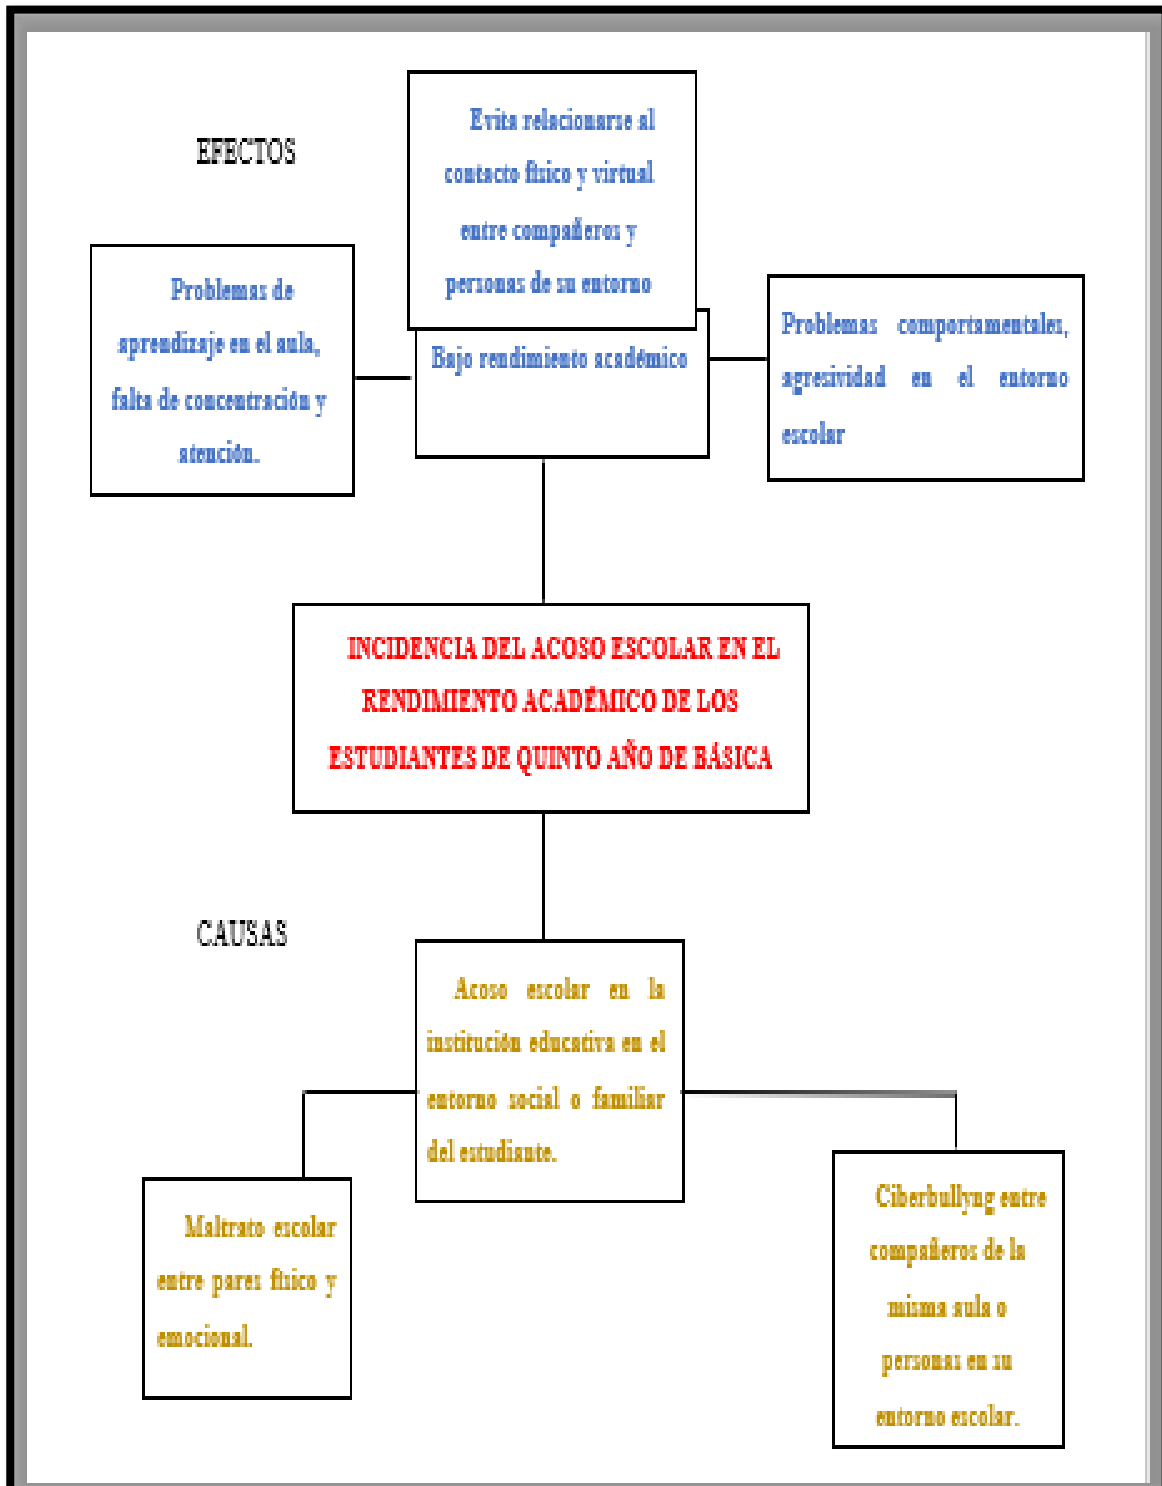 EFECTOS
Evita relacionarse al
contacto físico y virtual
entre compañeros y
personas de su entorno
Problemas de
aprendizaje en el aula,
falta de concentración y
atención.
Bajo rendimiento académico
Problemas comportamentales,
agresividad en el entorno
escolar
INCIDENCIA DEL ACOSO ESCOLAR EN EL
RENDIMIENTO ACADÉMICO DE LOS
ESTUDIANTES DE QUINTO AÑO DE BÁSICA
CAUSAS
Acoso escolar en la
institución educativa en el
entorno social o familiar
del estudiante.
Maltrato escolar
entre pares físico y
emocional.
Ciberbullyng entre
compañeros de la
misma aula o
personas en su
entorno escolar.